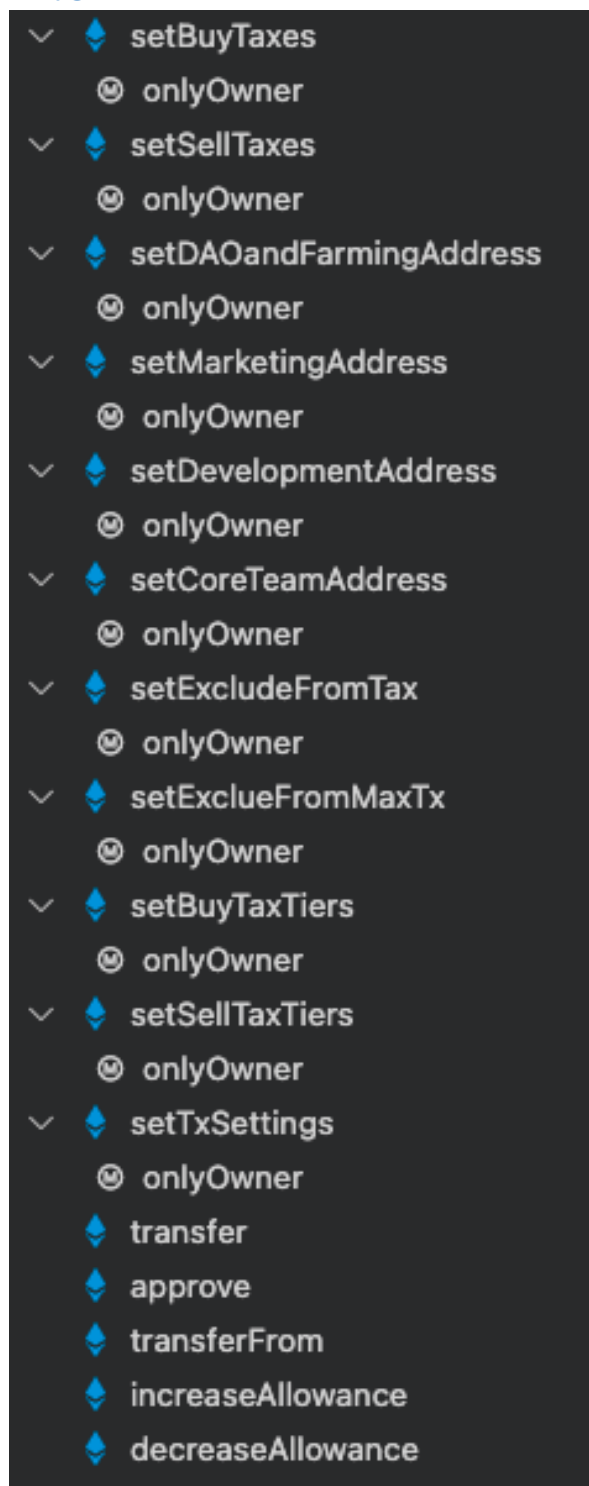 setBuyTaxes
onlyOwner
setSellTaxes
onlyOwner
setDAOandFarmingAddress
onlyOwner
setMarketingAddress
onlyOwner
setDevelopmentAddress
onlyOwner
setCoreTeamAddress
onlyOwner
setExcludeFromTax
onlyOwner
setExclueFromMaxTx
onlyOwner
setBuyTaxTiers
onlyOwner
setSellTaxTiers
onlyOwner
setTxSettings
onlyOwner
transfer
approve
transferFrom
increaseAllowance
decreaseAllowance